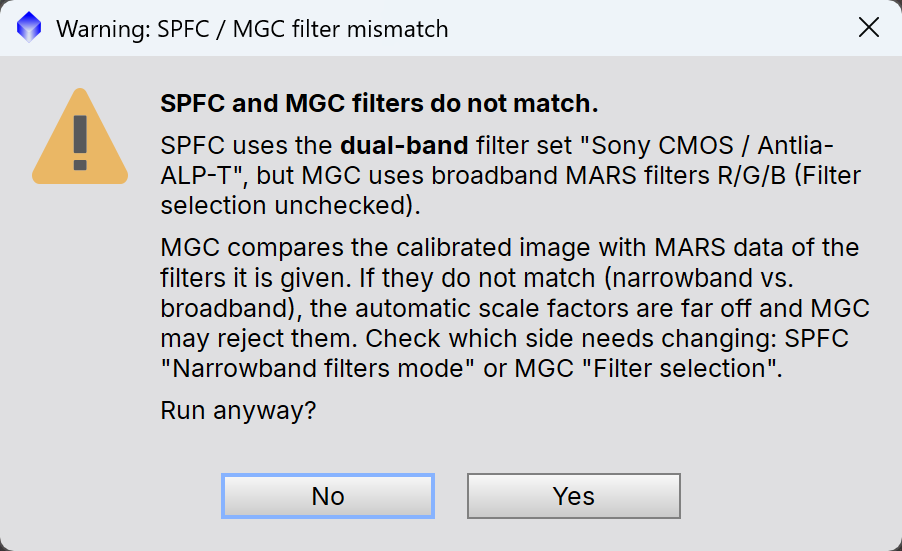 Warning: SPFC / MGC filter mismatch
SPFC and MGC filters do not match.
SPFC uses the dual-band filter set "Sony CMOS / Antlia-
ALP-T", but MGC uses broadband MARS filters R/G/B (Filter
selection unchecked).
MGC compares the calibrated image with MARS data of the
filters it is given. If they do not match (narrowband vs.
broadband), the automatic scale factors are far off and MGC
may reject them. Check which side needs changing: SPFC
"Narrowband filters mode" or MGC "Filter selection".
Run anyway?
No
Yes